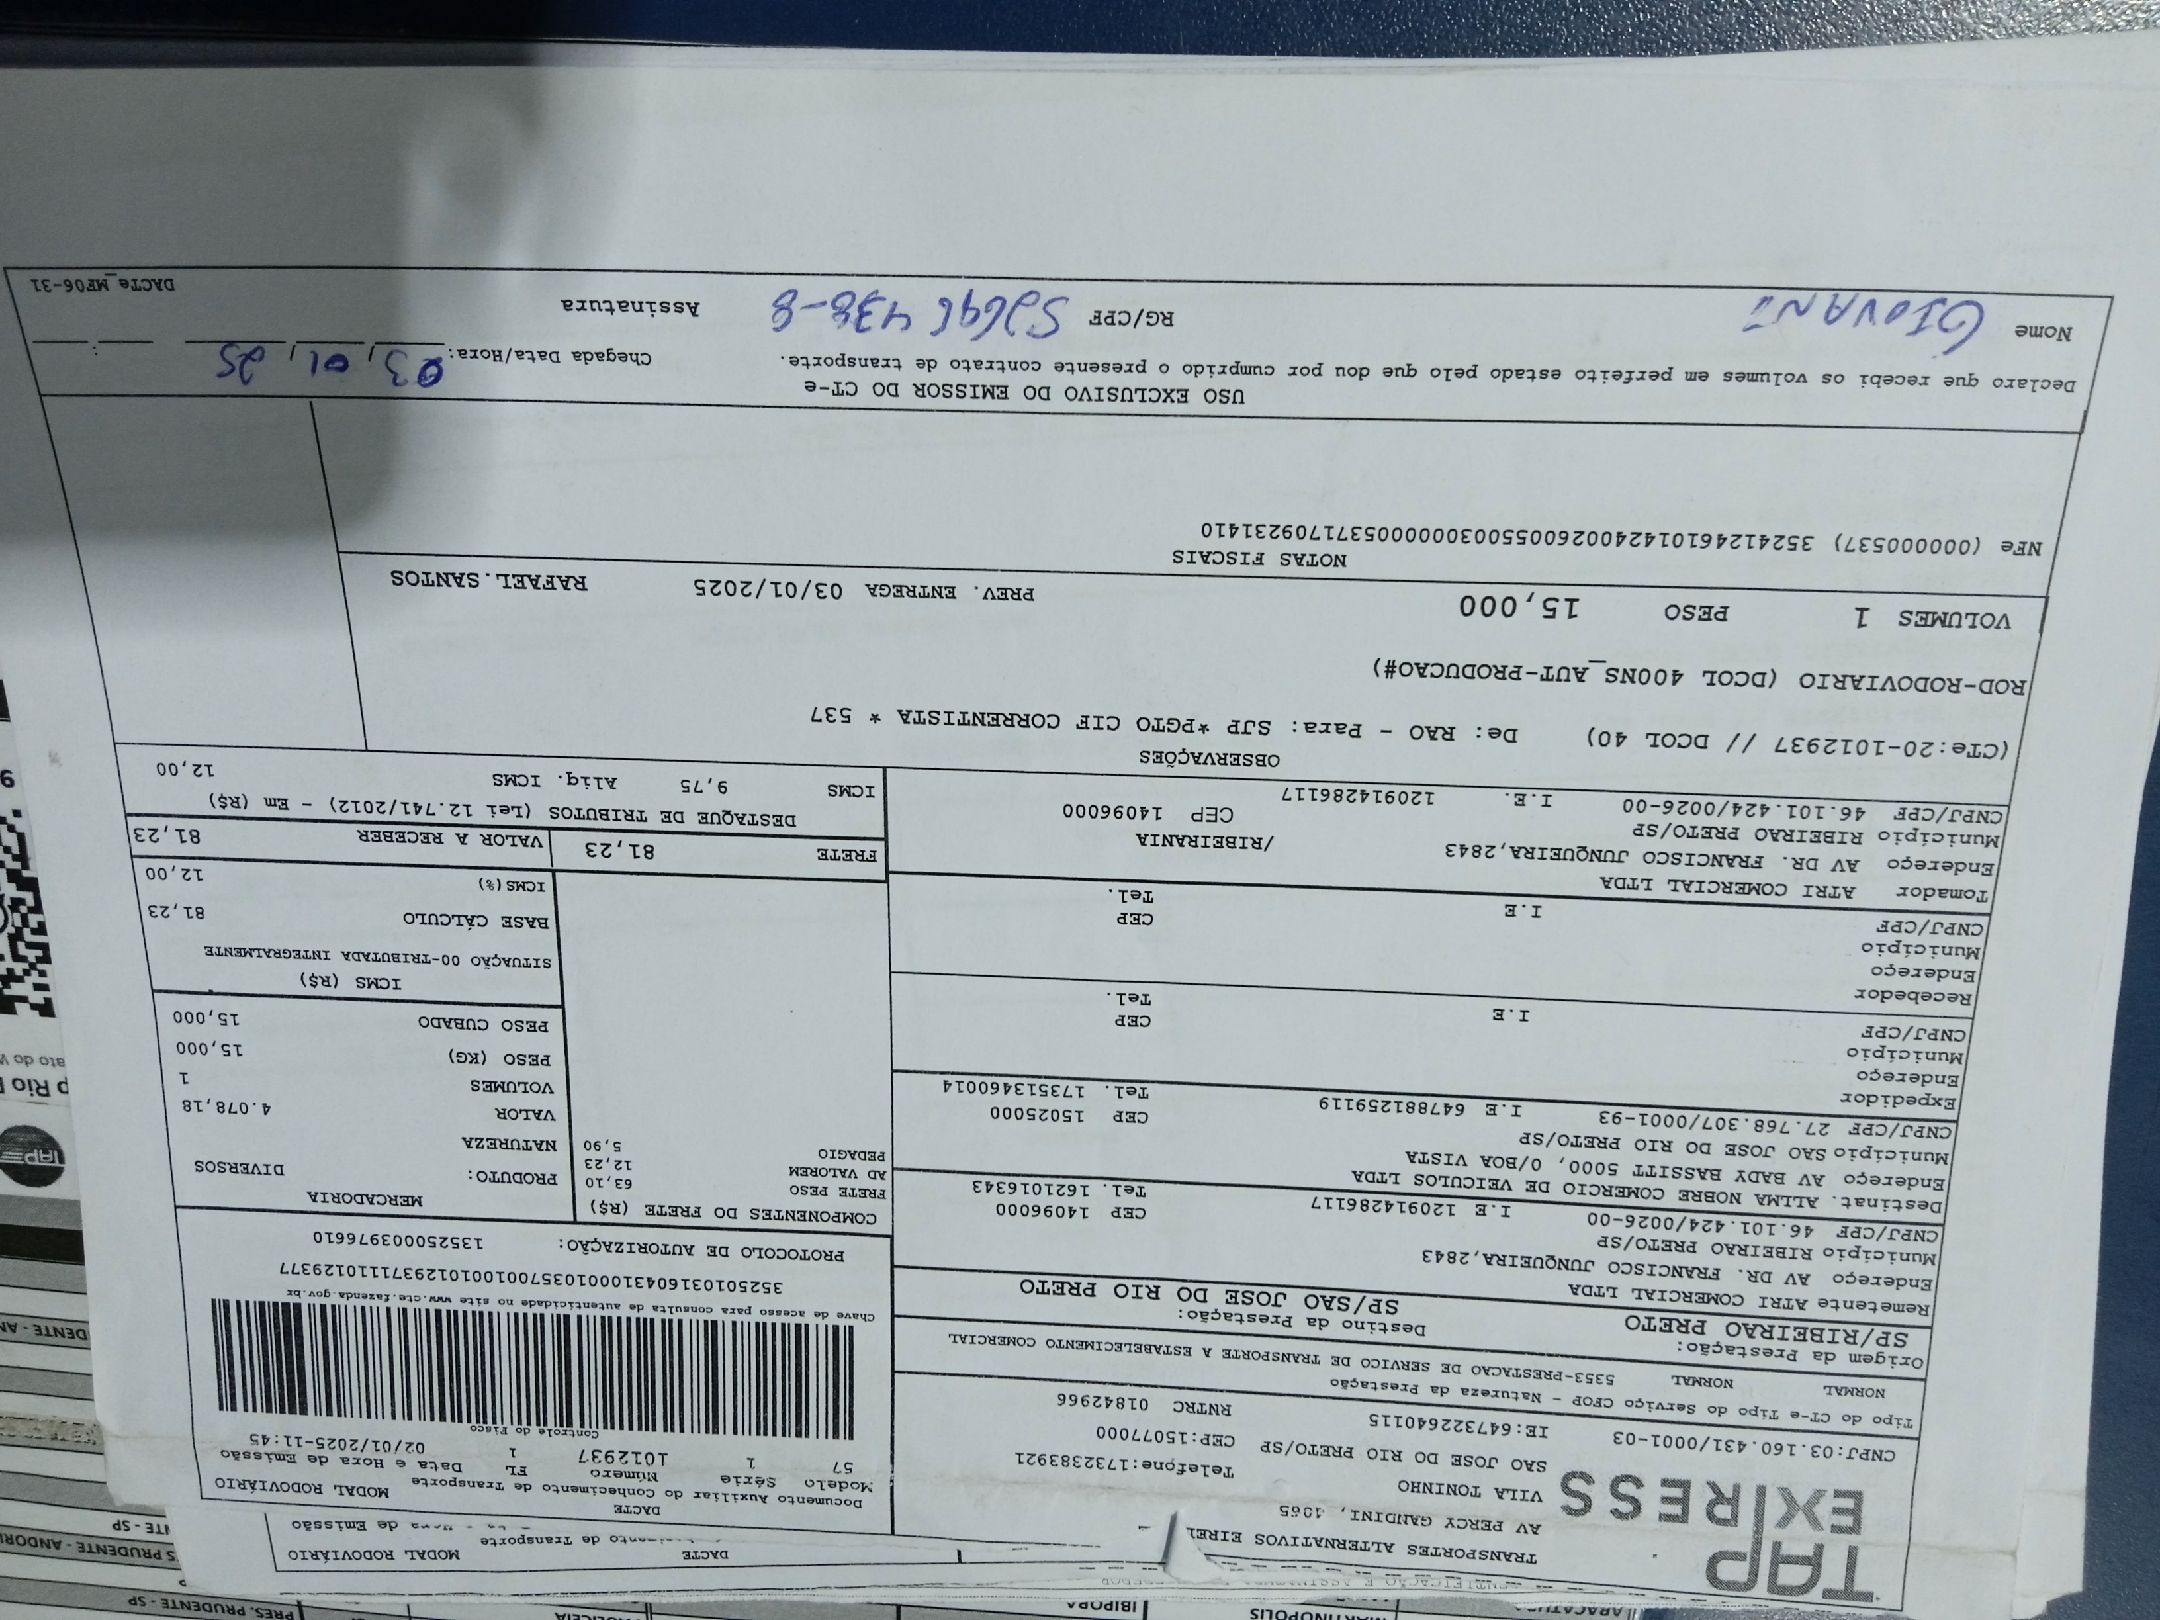 TAP
EXPRESS
TRANSPORTES ALTERNATIVOS
AV PERCY GANDINI,
VILA TONINHO
Telefone:1732383921
SAO JOSE DO RIO PRETO/SP CEP:15077000
CNPJ:03.160.431/0001-03 IE:647322640115 RNTRC 01842966
Tipo do CT-e Tipo do Serviço CFOP - Natureza da Prestação
NORMAL NORMAL 5353-PRESTACAO DE SERVICO DE TRANSPORTE A ESTABELECIMENTO COMERCIAL
Origem da Prestação: Destino da Prestação:
SP/RIBEIRAO PRETO SP/SAO JOSE DO RIO PRETO
Remetente ATRI COMERCIAL LTDA
Endereço AV DR. FRANCISCO JUNQUEIRA,2843
Município RIBEIRAO PRETO/SP CEP 14096000
CNPJ/CPF 46.101.424/0026-00 I.E 120914286117 Tel. 1621016343
Destinat. ALLMA NOBRE COMERCIO DE VEICULOS LTDA
Endereço AV BADY BASSITT 5000, 0/BOA VISTA
Município SAO JOSE DO RIO PRETO/SP CEP 15025000
CNPJ/CPF 27.768.307/0001-93 I.E 647881259119 Tel. 173513460014
Expedidor
Endereço
Município CEP
CNPJ/CPF I.E Tel.
Recebedor
Endereço
Município CEP
CNPJ/CPF I.E Tel.
Tomador ATRI COMERCIAL LTDA
Endereço AV DR. FRANCISCO JUNQUEIRA,2843 /RIBEIRANIA
Município RIBEIRAO PRETO/SP CEP 14096000
CNPJ/CPF 46.101.424/0026-00 I.E. 120914286117
DACTE MODAL RODOVIÁRIO
DACTE
Documento Auxiliar do Conhecimento de Transporte MODAL RODOVIÁRIO
Modelo Série Número FL Data e Hora de Emissão
57 1 1012937 1 02/01/2025-11:45
Controle do Fisco
Chave de acesso para consulta de autenticidade no site www.cte.fazenda.gov.br
35250103160431000103570010010129371110129377
PROTOCOLO DE AUTORIZAÇÃO: 135250003976610
COMPONENTES DO FRETE (R$)
FRETE PESO 63,10
AD VALOREM 12,23
PEDAGIO 5,90
MERCADORIA
PRODUTO: DIVERSOS
NATUREZA
VALOR 4.078,18
VOLUMES 1
PESO (KG) 15,000
PESO CUBADO 15,000
ICMS (R$)
SITUAÇÃO 00-TRIBUTADA INTEGRALMENTE
BASE CÁLCULO 81,23
ICMS(%) 12,00
FRETE 81,23 VALOR A RECEBER 81,23
DESTAQUE DE TRIBUTOS (Lei 12.741/2012) - Em (R$)
ICMS 9,75 Aliq. ICMS 12,00
OBSERVAÇÕES
(CTe:20-1012937 // DCOL 40) De: RAO - Para: SJP *PGTO CIF CORRENTISTA * 537
ROD-RODOVIARIO (DCOL 400NS_AUT-PRODUCAO#)
VOLUMES 1 PESO 15,000 PREV. ENTREGA 03/01/2025 RAFAEL.SANTOS
NOTAS FISCAIS
NFe (000000537) 35241246101424002600550030000005371709231410
USO EXCLUSIVO DO EMISSOR DO CT-e
Declaro que recebi os volumes em perfeito estado pelo que dou por cumprido o presente contrato de transporte. Chegada Data/Hora: 03, 01, 25
Nome GIOVANI RG/CPF 52696438-8 Assinatura
DACTe_MF06-31